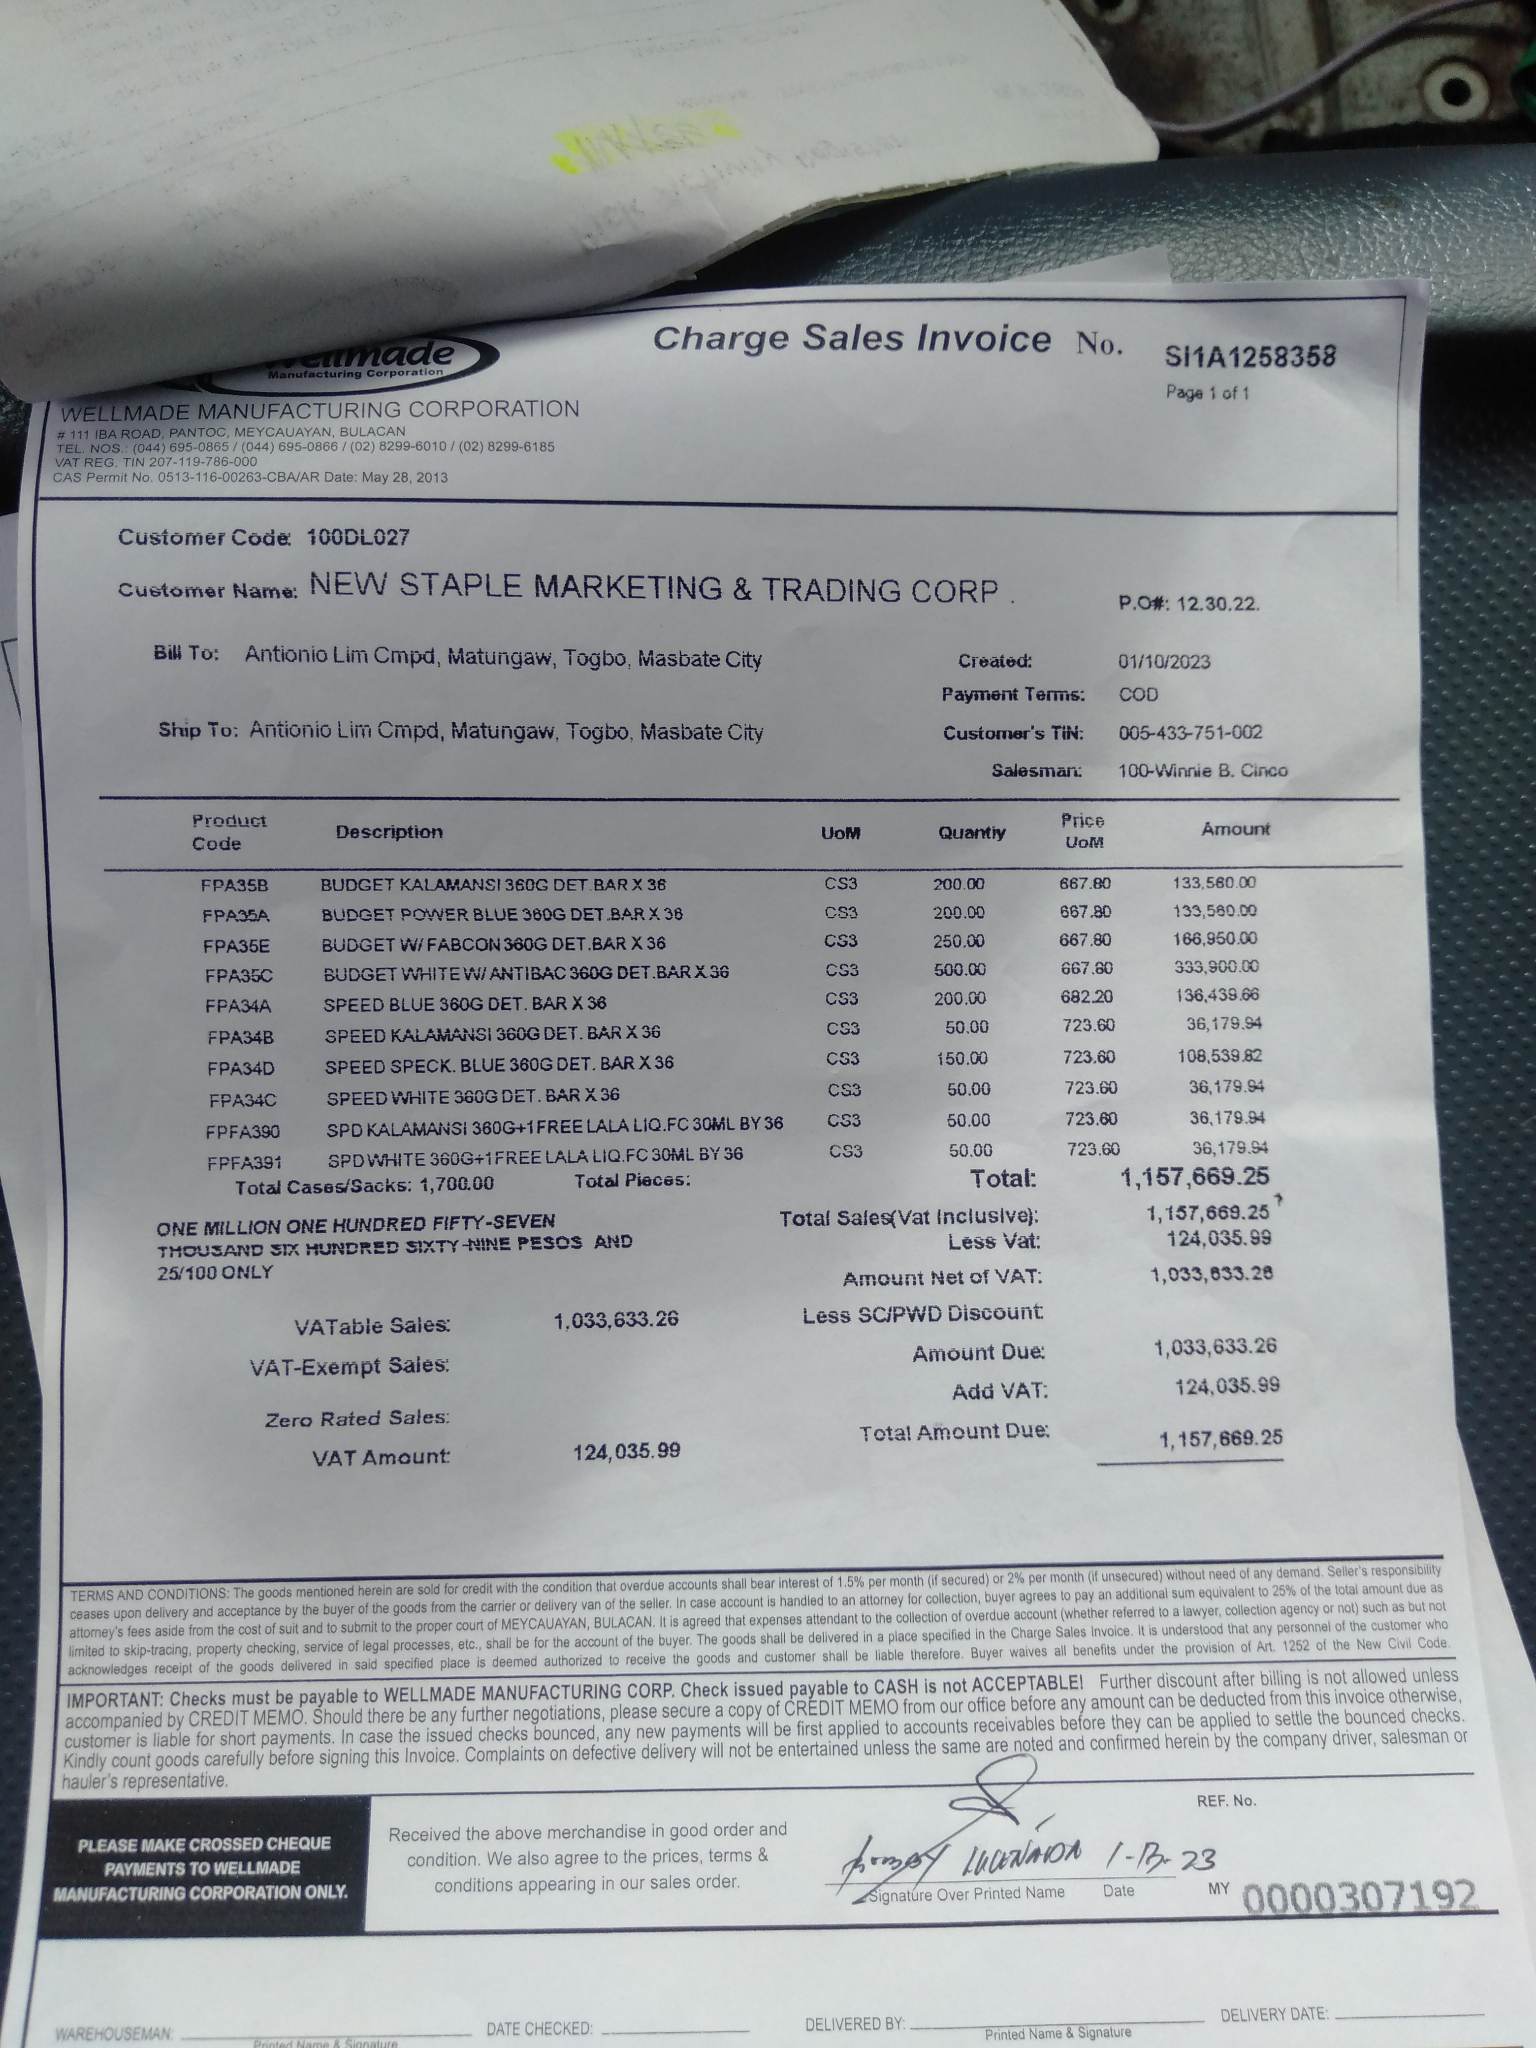 Wellmade
Manufacturing Corporation
Charge Sales Invoice No. SI1A1258358
Page 1 of 1
WELLMADE MANUFACTURING CORPORATION
# 111 IBA ROAD, PANTOC, MEYCAUAYAN, BULACAN
TEL. NOS.: (044) 695-0865 / (044) 695-0866 / (02) 8299-6010 / (02) 8299-6185
VAT REG. TIN 207-119-786-000
CAS Permit No. 0513-116-00263-CBA/AR Date: May 28, 2013
Customer Code: 100DL027
Customer Name: NEW STAPLE MARKETING & TRADING CORP .
P.O#: 12.30.22.
Bill To: Antionio Lim Cmpd, Matungaw, Togbo, Masbate City
Created: 01/10/2023
Payment Terms: COD
Ship To: Antionio Lim Cmpd, Matungaw, Togbo, Masbate City
Customer's TIN: 005-433-751-002
Salesman: 100-Winnie B. Cinco
Product Code Description UoM Quantiy Price UoM Amount
FPA35B BUDGET KALAMANSI 360G DET.BAR X 36 CS3 200.00 667.80 133,560.00
FPA35A BUDGET POWER BLUE 360G DET.BAR X 36 CS3 200.00 667.80 133,560.00
FPA35E BUDGET W/ FABCON 360G DET.BAR X 36 CS3 250.00 667.80 166,950.00
FPA35C BUDGET WHITE W/ ANTIBAC 360G DET.BAR X 36 CS3 500.00 667.80 333,900.00
FPA34A SPEED BLUE 360G DET. BAR X 36 CS3 200.00 682.20 136,439.66
FPA34B SPEED KALAMANSI 360G DET. BAR X 36 CS3 50.00 723.60 36,179.94
FPA34D SPEED SPECK. BLUE 360G DET. BAR X 36 CS3 150.00 723.60 108,539.82
FPA34C SPEED WHITE 360G DET. BAR X 36 CS3 50.00 723.60 36,179.94
FPFA390 SPD KALAMANSI 360G+1 FREE LALA LIQ.FC 30ML BY 36 CS3 50.00 723.60 36,179.94
FPFA391 SPD WHITE 360G+1 FREE LALA LIQ.FC 30ML BY 36 CS3 50.00 723.60 36,179.94
Total Cases/Sacks: 1,700.00 Total Pieces: Total: 1,157,669.25
ONE MILLION ONE HUNDRED FIFTY-SEVEN
THOUSAND SIX HUNDRED SIXTY-NINE PESOS AND
25/100 ONLY
Total Sales(Vat Inclusive): 1,157,669.25
Less Vat: 124,035.99
Amount Net of VAT: 1,033,633.26
VATable Sales: 1,033,633.26
Less SC/PWD Discount:
VAT-Exempt Sales:
Amount Due: 1,033,633.26
Add VAT: 124,035.99
Zero Rated Sales:
Total Amount Due: 1,157,669.25
VAT Amount: 124,035.99
TERMS AND CONDITIONS: The goods mentioned herein are sold for credit with the condition that overdue accounts shall bear interest of 1.5% per month (if secured) or 2% per month (if unsecured) without need of any demand. Seller's responsibility
ceases upon delivery and acceptance by the buyer of the goods from the carrier or delivery van of the seller. In case account is handled to an attorney for collection, buyer agrees to pay an additional sum equivalent to 25% of the total amount due as
attorney's fees aside from the cost of suit and to submit to the proper court of MEYCAUAYAN, BULACAN. It is agreed that expenses attendant to the collection of overdue account (whether referred to a lawyer, collection agency or not) such as but not
limited to skip-tracing, property checking, service of legal processes, etc., shall be for the account of the buyer. The goods shall be delivered in a place specified in the Charge Sales Invoice. It is understood that any personnel of the customer who
acknowledges receipt of the goods delivered in said specified place is deemed authorized to receive the goods and customer shall be liable therefore. Buyer waives all benefits under the provision of Art. 1252 of the New Civil Code.
IMPORTANT: Checks must be payable to WELLMADE MANUFACTURING CORP. Check issued payable to CASH is not ACCEPTABLE! Further discount after billing is not allowed unless
accompanied by CREDIT MEMO. Should there be any further negotiations, please secure a copy of CREDIT MEMO from our office before any amount can be deducted from this invoice otherwise,
customer is liable for short payments. In case the issued checks bounced, any new payments will be first applied to accounts receivables before they can be applied to settle the bounced checks.
Kindly count goods carefully before signing this Invoice. Complaints on defective delivery will not be entertained unless the same are noted and confirmed herein by the company driver, salesman or
hauler's representative.
PLEASE MAKE CROSSED CHEQUE
PAYMENTS TO WELLMADE
MANUFACTURING CORPORATION ONLY.
Received the above merchandise in good order and
condition. We also agree to the prices, terms &
conditions appearing in our sales order.
REF. No.
Signature Over Printed Name Date
MY 0000307192
WAREHOUSEMAN: DATE CHECKED: DELIVERED BY: DELIVERY DATE:
Printed Name & Signature Printed Name & Signature